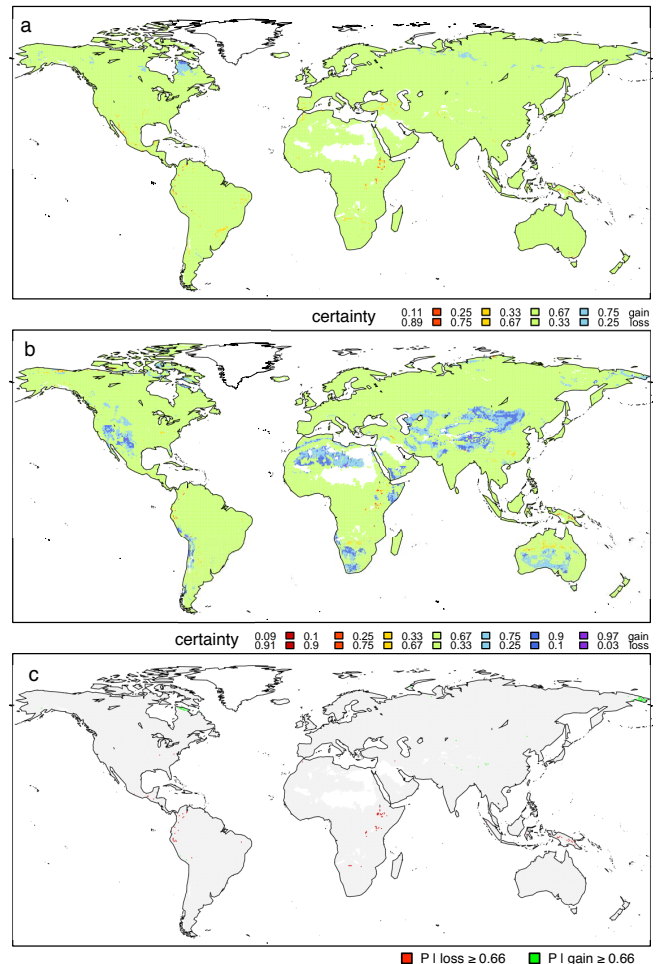 a
certainty 0.11 0.25 0.33 0.67 0.75 gain
0.89 0.75 0.67 0.33 0.25 loss
b
certainty 0.09 0.1 0.25 0.33 0.67 0.75 0.9 0.97 gain
0.91 0.9 0.75 0.67 0.33 0.25 0.1 0.03 loss
c
P | loss ≥ 0.66 P | gain ≥ 0.66